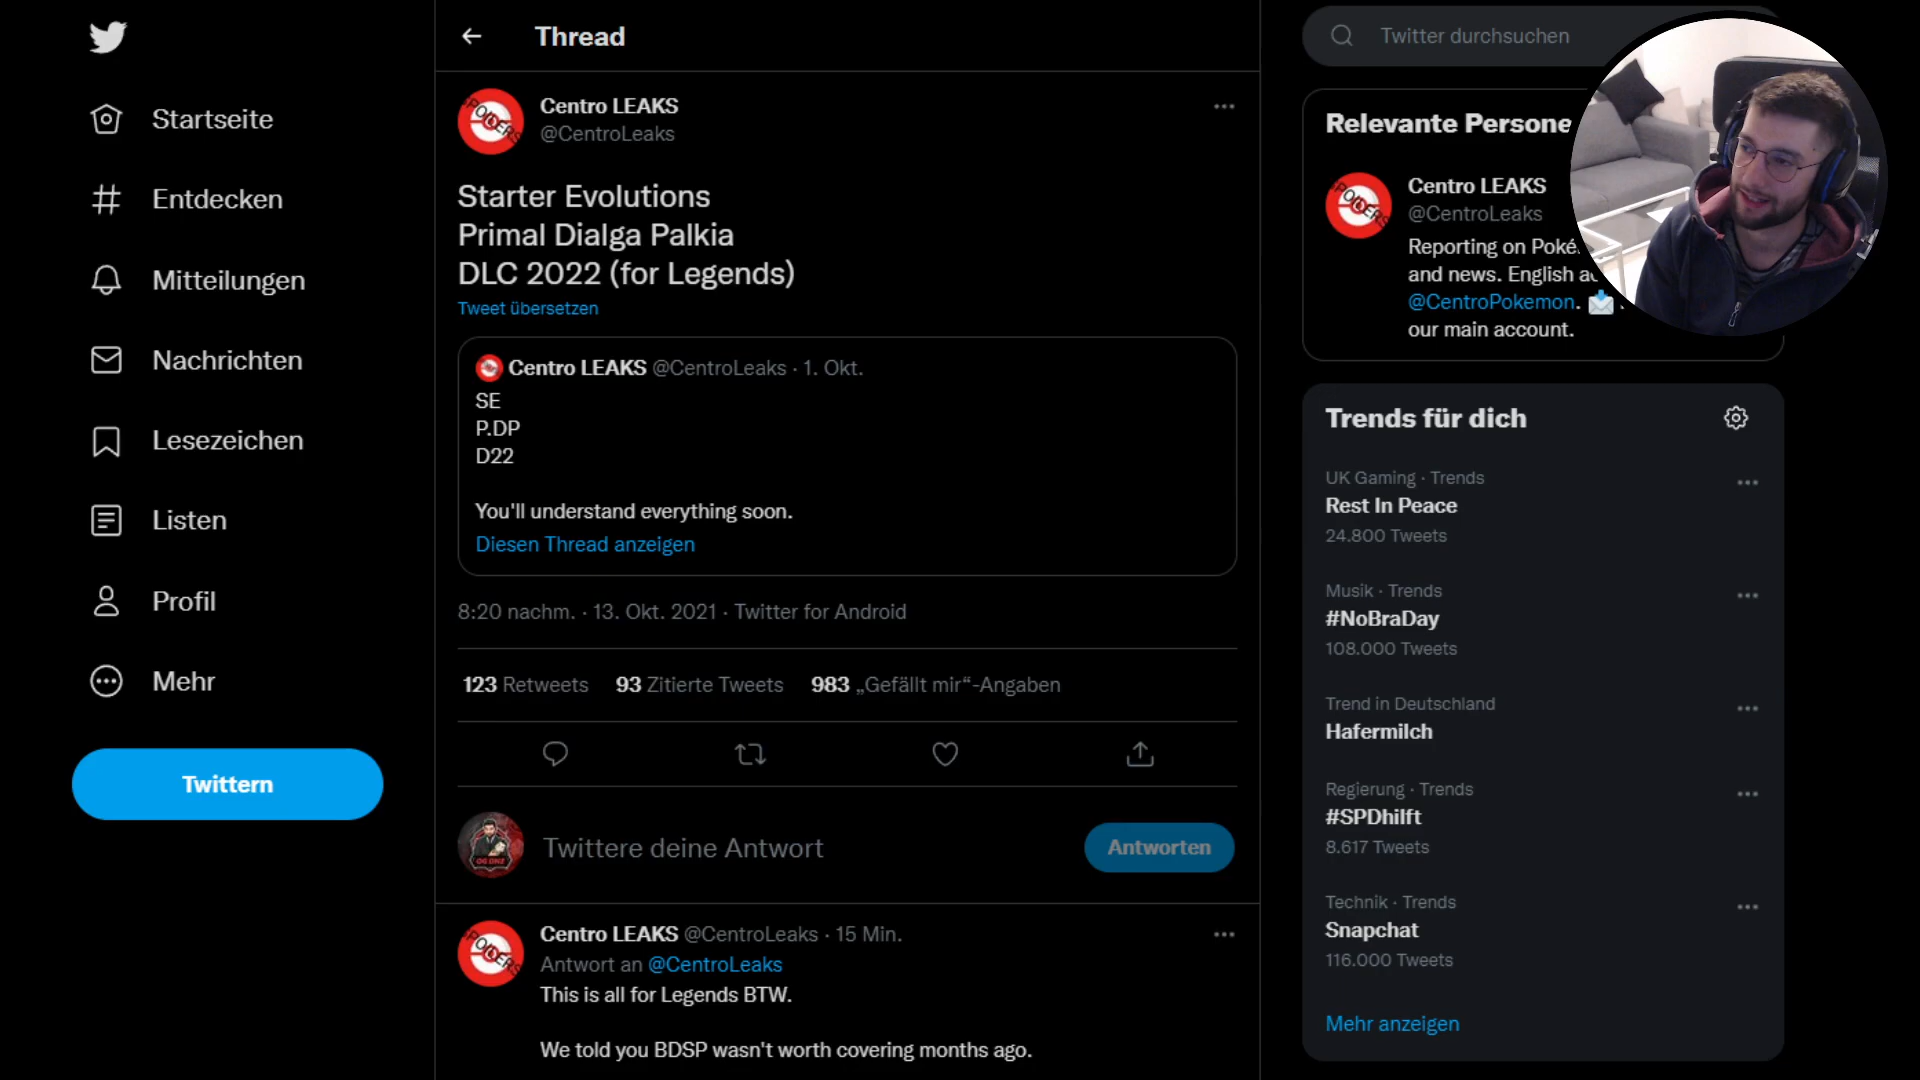 Startseite
Entdecken
Mitteilungen
Nachrichten
Lesezeichen
Listen
Profil
Mehr
Twittern
Thread
Centro LEAKS
@CentroLeaks
Starter Evolutions
Primal Dialga Palkia
DLC 2022 (for Legends)
Tweet übersetzen
Centro LEAKS @CentroLeaks · 1. Okt.
SE
P.DP
D22
You'll understand everything soon.
Diesen Thread anzeigen
8:20 nachm. · 13. Okt. 2021 · Twitter for Android
123 Retweets 93 Zitierte Tweets 983 „Gefällt mir“-Angaben
Twittere deine Antwort
Antworten
Centro LEAKS @CentroLeaks · 15 Min.
Antwort an @CentroLeaks
This is all for Legends BTW.
We told you BDSP wasn't worth covering months ago.
Twitter durchsuchen
Relevante Persone
Centro LEAKS
@CentroLeaks
Reporting on Poké
and news. English
@CentroPokemon.
our main account.
Trends für dich
UK Gaming · Trends
Rest In Peace
24.800 Tweets
Musik · Trends
#NoBraDay
108.000 Tweets
Trend in Deutschland
Hafermilch
Regierung · Trends
#SPDhilft
8.617 Tweets
Technik · Trends
Snapchat
116.000 Tweets
Mehr anzeigen